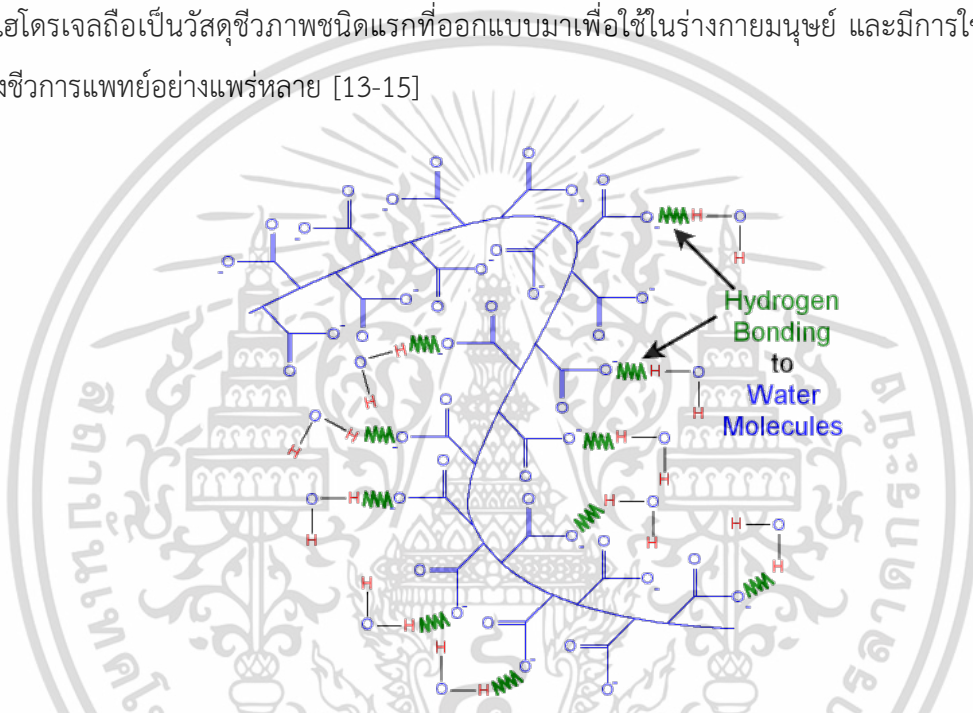 ฮโดรเจลถือเป็นวัสดุชีวภาพชนิดแรกที่ออกแบบมาเพื่อใช้ในร่างกายมนุษย์ และมีการใช
งชีวการแพทย์อย่างแพร่หลาย [13-15]
Hydrogen
Bonding
to
Water
Molecules